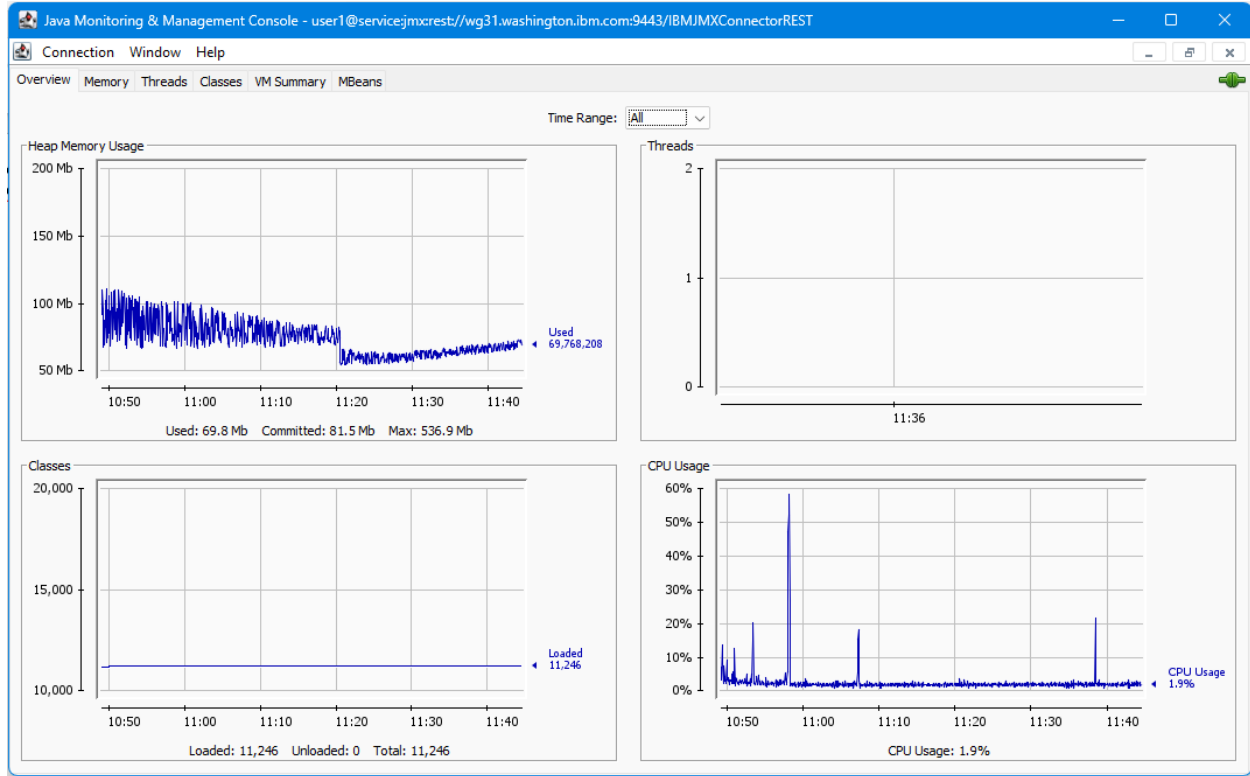 Java Monitoring & Management Console - user1@service:jmx:rest://wg31.washington.ibm.com:9443/IBMJMXConnectorREST
Connection Window Help
Overview Memory Threads Classes VM Summary MBeans
Time Range: All
Heap Memory Usage
200 Mb
150 Mb
100 Mb
50 Mb
Used
69,768,208
10:50 11:00 11:10 11:20 11:30 11:40
Used: 69.8 Mb Committed: 81.5 Mb Max: 536.9 Mb
Threads
2
1
0
11:36
Classes
20,000
15,000
10,000
Loaded
11,246
10:50 11:00 11:10 11:20 11:30 11:40
Loaded: 11,246 Unloaded: 0 Total: 11,246
CPU Usage
60%
50%
40%
30%
20%
10%
0%
CPU Usage
1.9%
10:50 11:00 11:10 11:20 11:30 11:40
CPU Usage: 1.9%